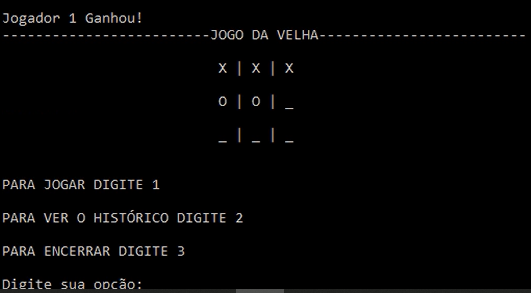 Jogador 1 Ganhou!
-------------------------JOGO DA VELHA-------------------------
X | X | X
O | O | _
_ | _ | _
PARA JOGAR DIGITE 1
PARA VER O HISTÓRICO DIGITE 2
PARA ENCERRAR DIGITE 3
Digite sua opção: